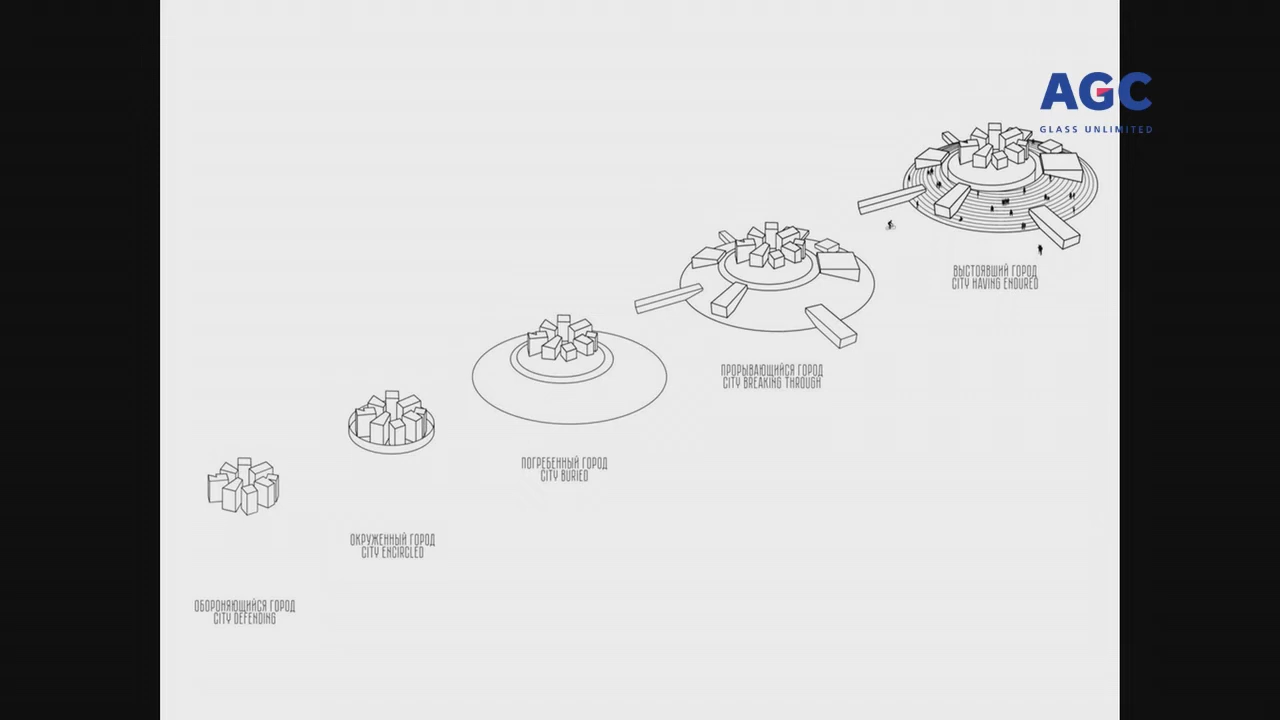 AGC
GLASS UNLIMITED
ВЫСТОЯВШИЙ ГОРОД
CITY HAVING ENDURED
ПРОРЫВАЮЩИЙСЯ ГОРОД
CITY BREAKING THROUGH
ПОГРЕБЕННЫЙ ГОРОД
CITY BURIED
ОКРУЖЕННЫЙ ГОРОД
CITY ENCIRCLED
ОБОРОНЯЮЩИЙСЯ ГОРОД
CITY DEFENDING